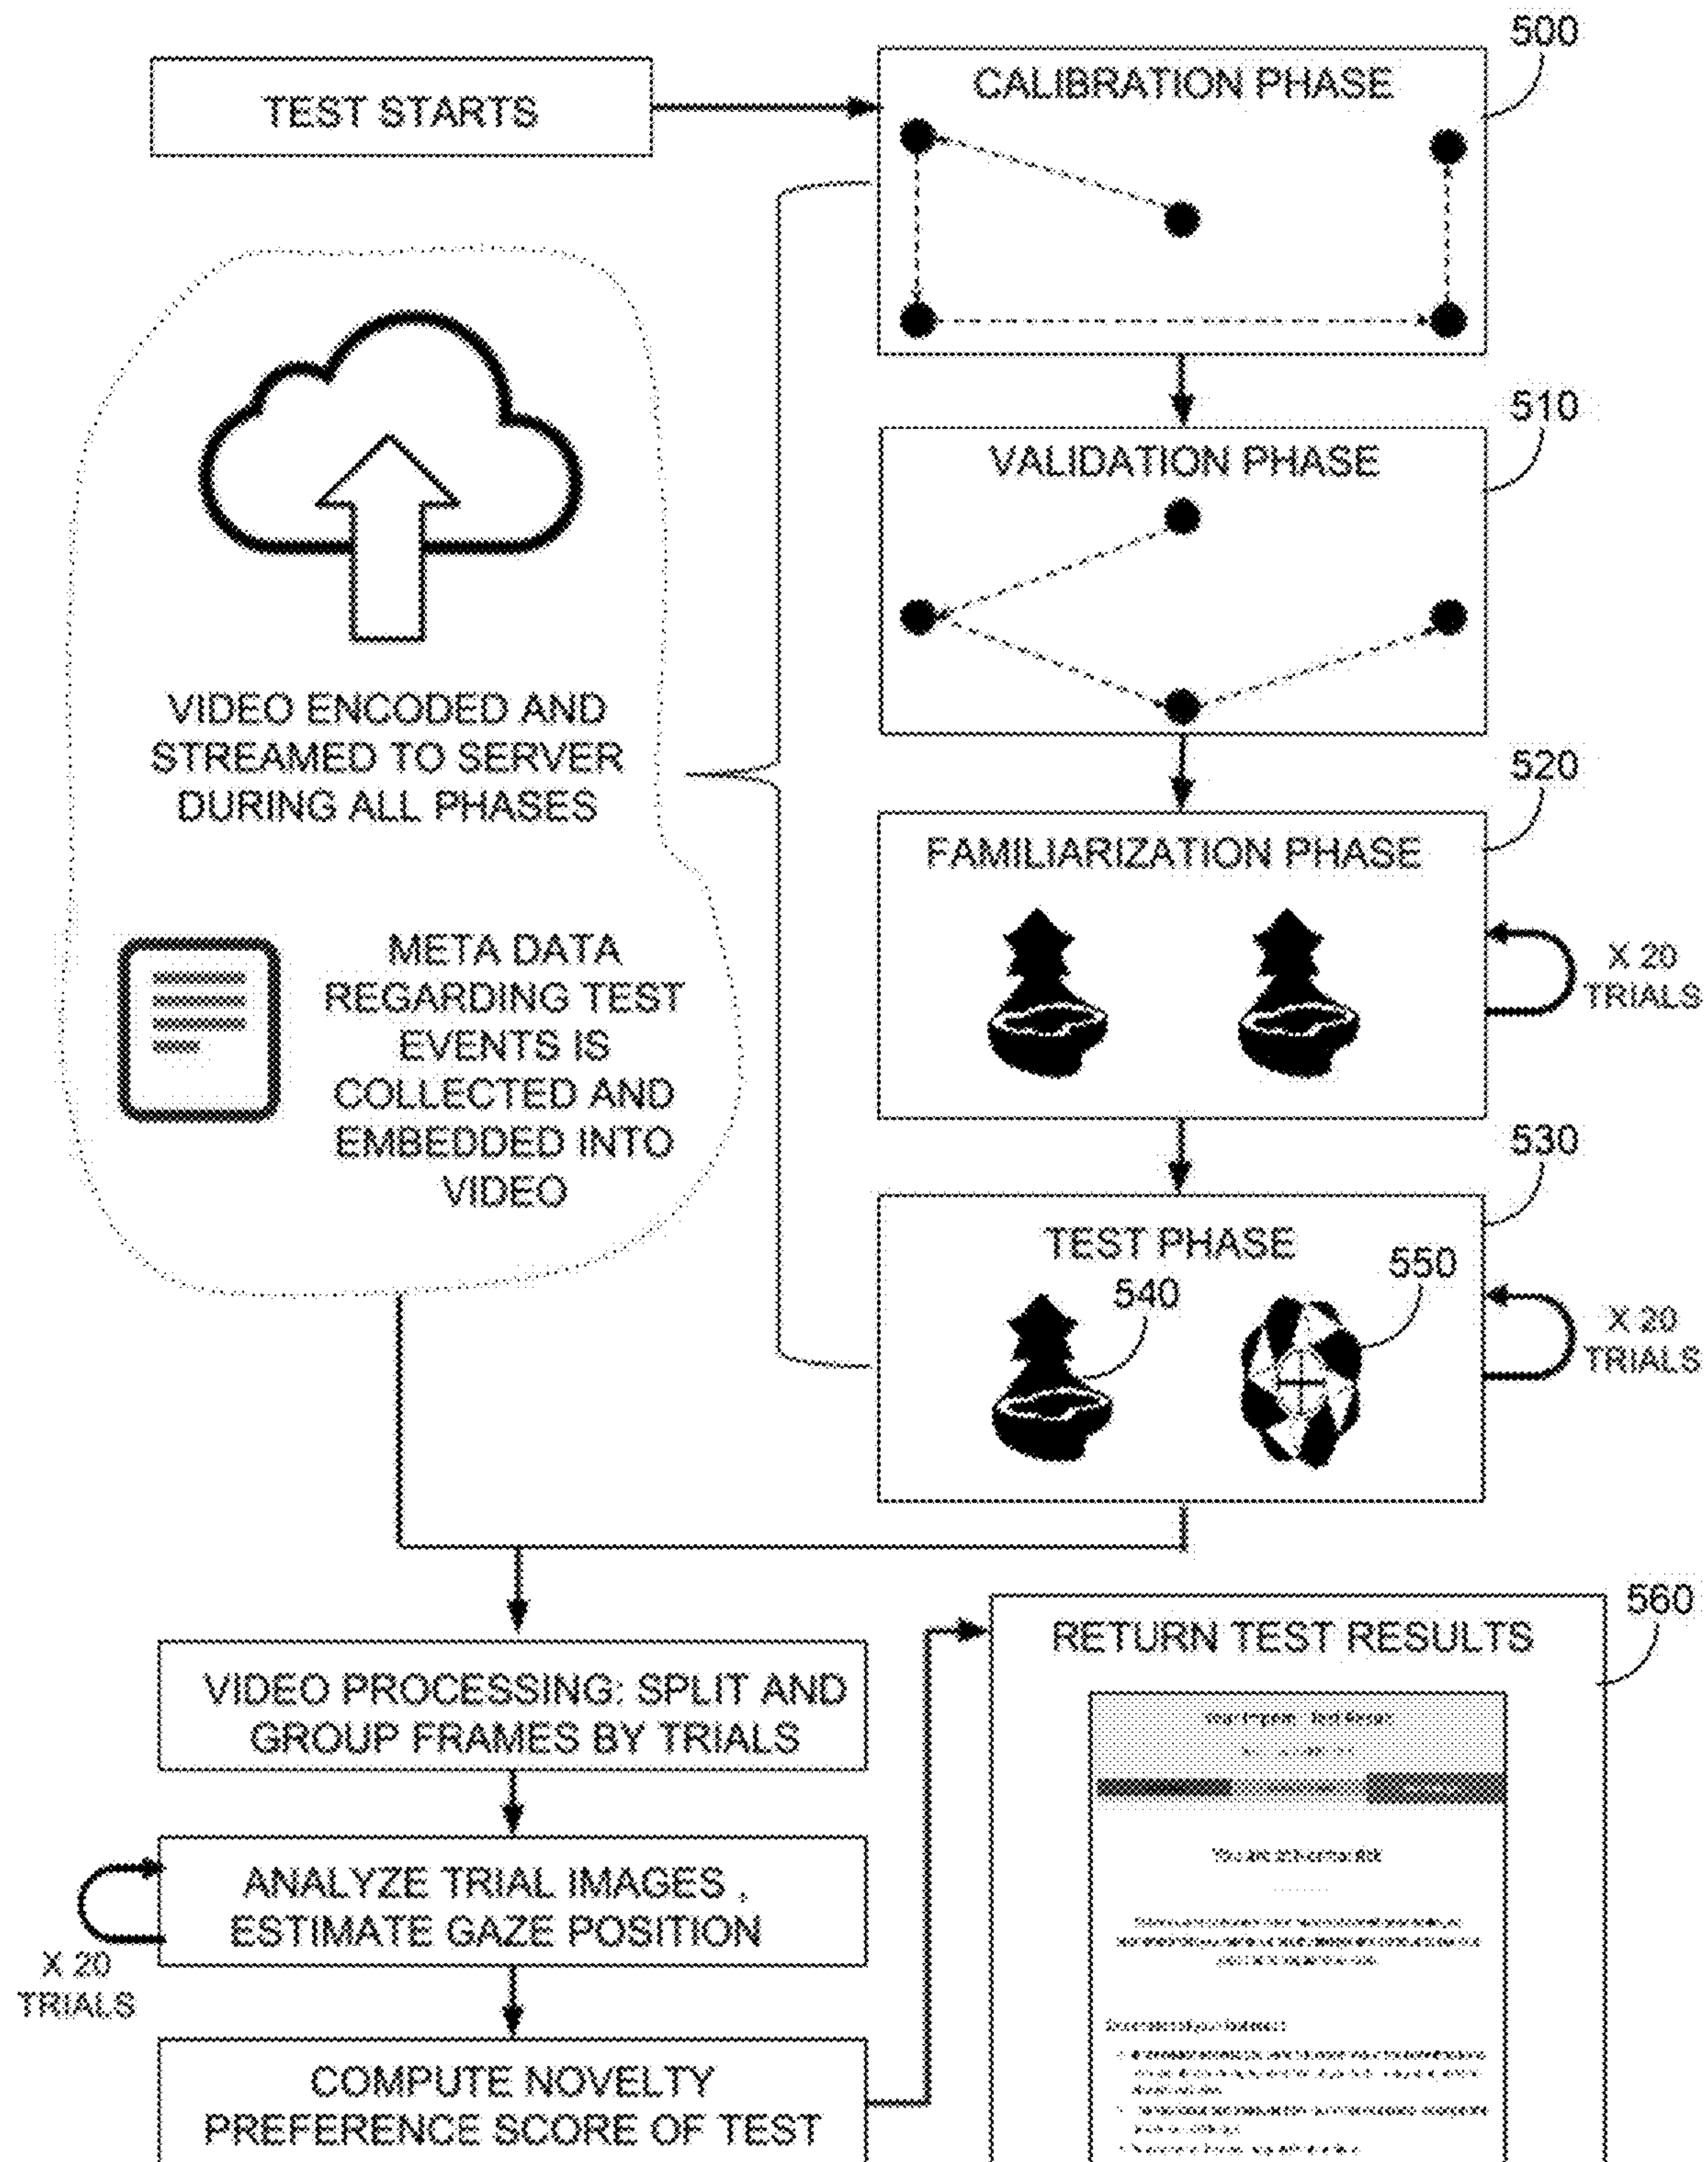 500
TEST STARTS
CALIBRATION PHASE
510
VALIDATION PHASE
VIDEO ENCODED AND
STREAMED TO SERVER
DURING ALL PHASES
520
FAMILIARIZATION PHASE
X 20
TRIALS
META DATA
REGARDING TEST
EVENTS IS
COLLECTED AND
EMBEDDED INTO
VIDEO
530
TEST PHASE
540
550
X 20
TRIALS
560
RETURN TEST RESULTS
VIDEO PROCESSING: SPLIT AND
GROUP FRAMES BY TRIALS
ANALYZE TRIAL IMAGES ,
ESTIMATE GAZE POSITION
X 20
TRIALS
COMPUTE NOVELTY
PREFERENCE SCORE OF TEST